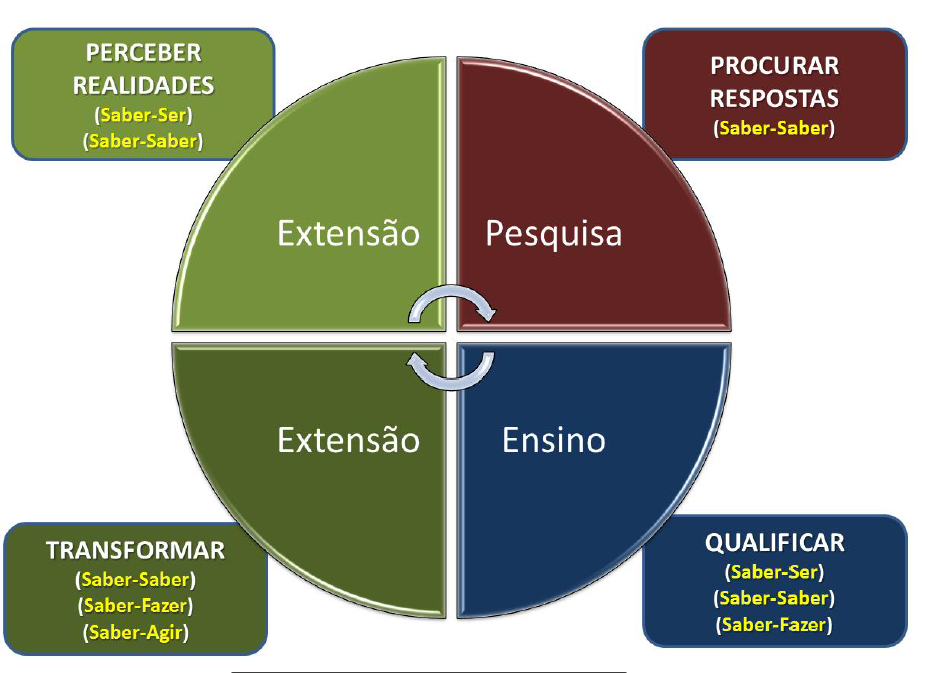 PERCEBER
REALIDADES
(Saber-Ser)
(Saber-Saber)
PROCURAR
RESPOSTAS
(Saber-Saber)
Extensão
Pesquisa
Extensão
Ensino
TRANSFORMAR
(Saber-Saber)
(Saber-Fazer)
(Saber-Agir)
QUALIFICAR
(Saber-Ser)
(Saber-Saber)
(Saber-Fazer)